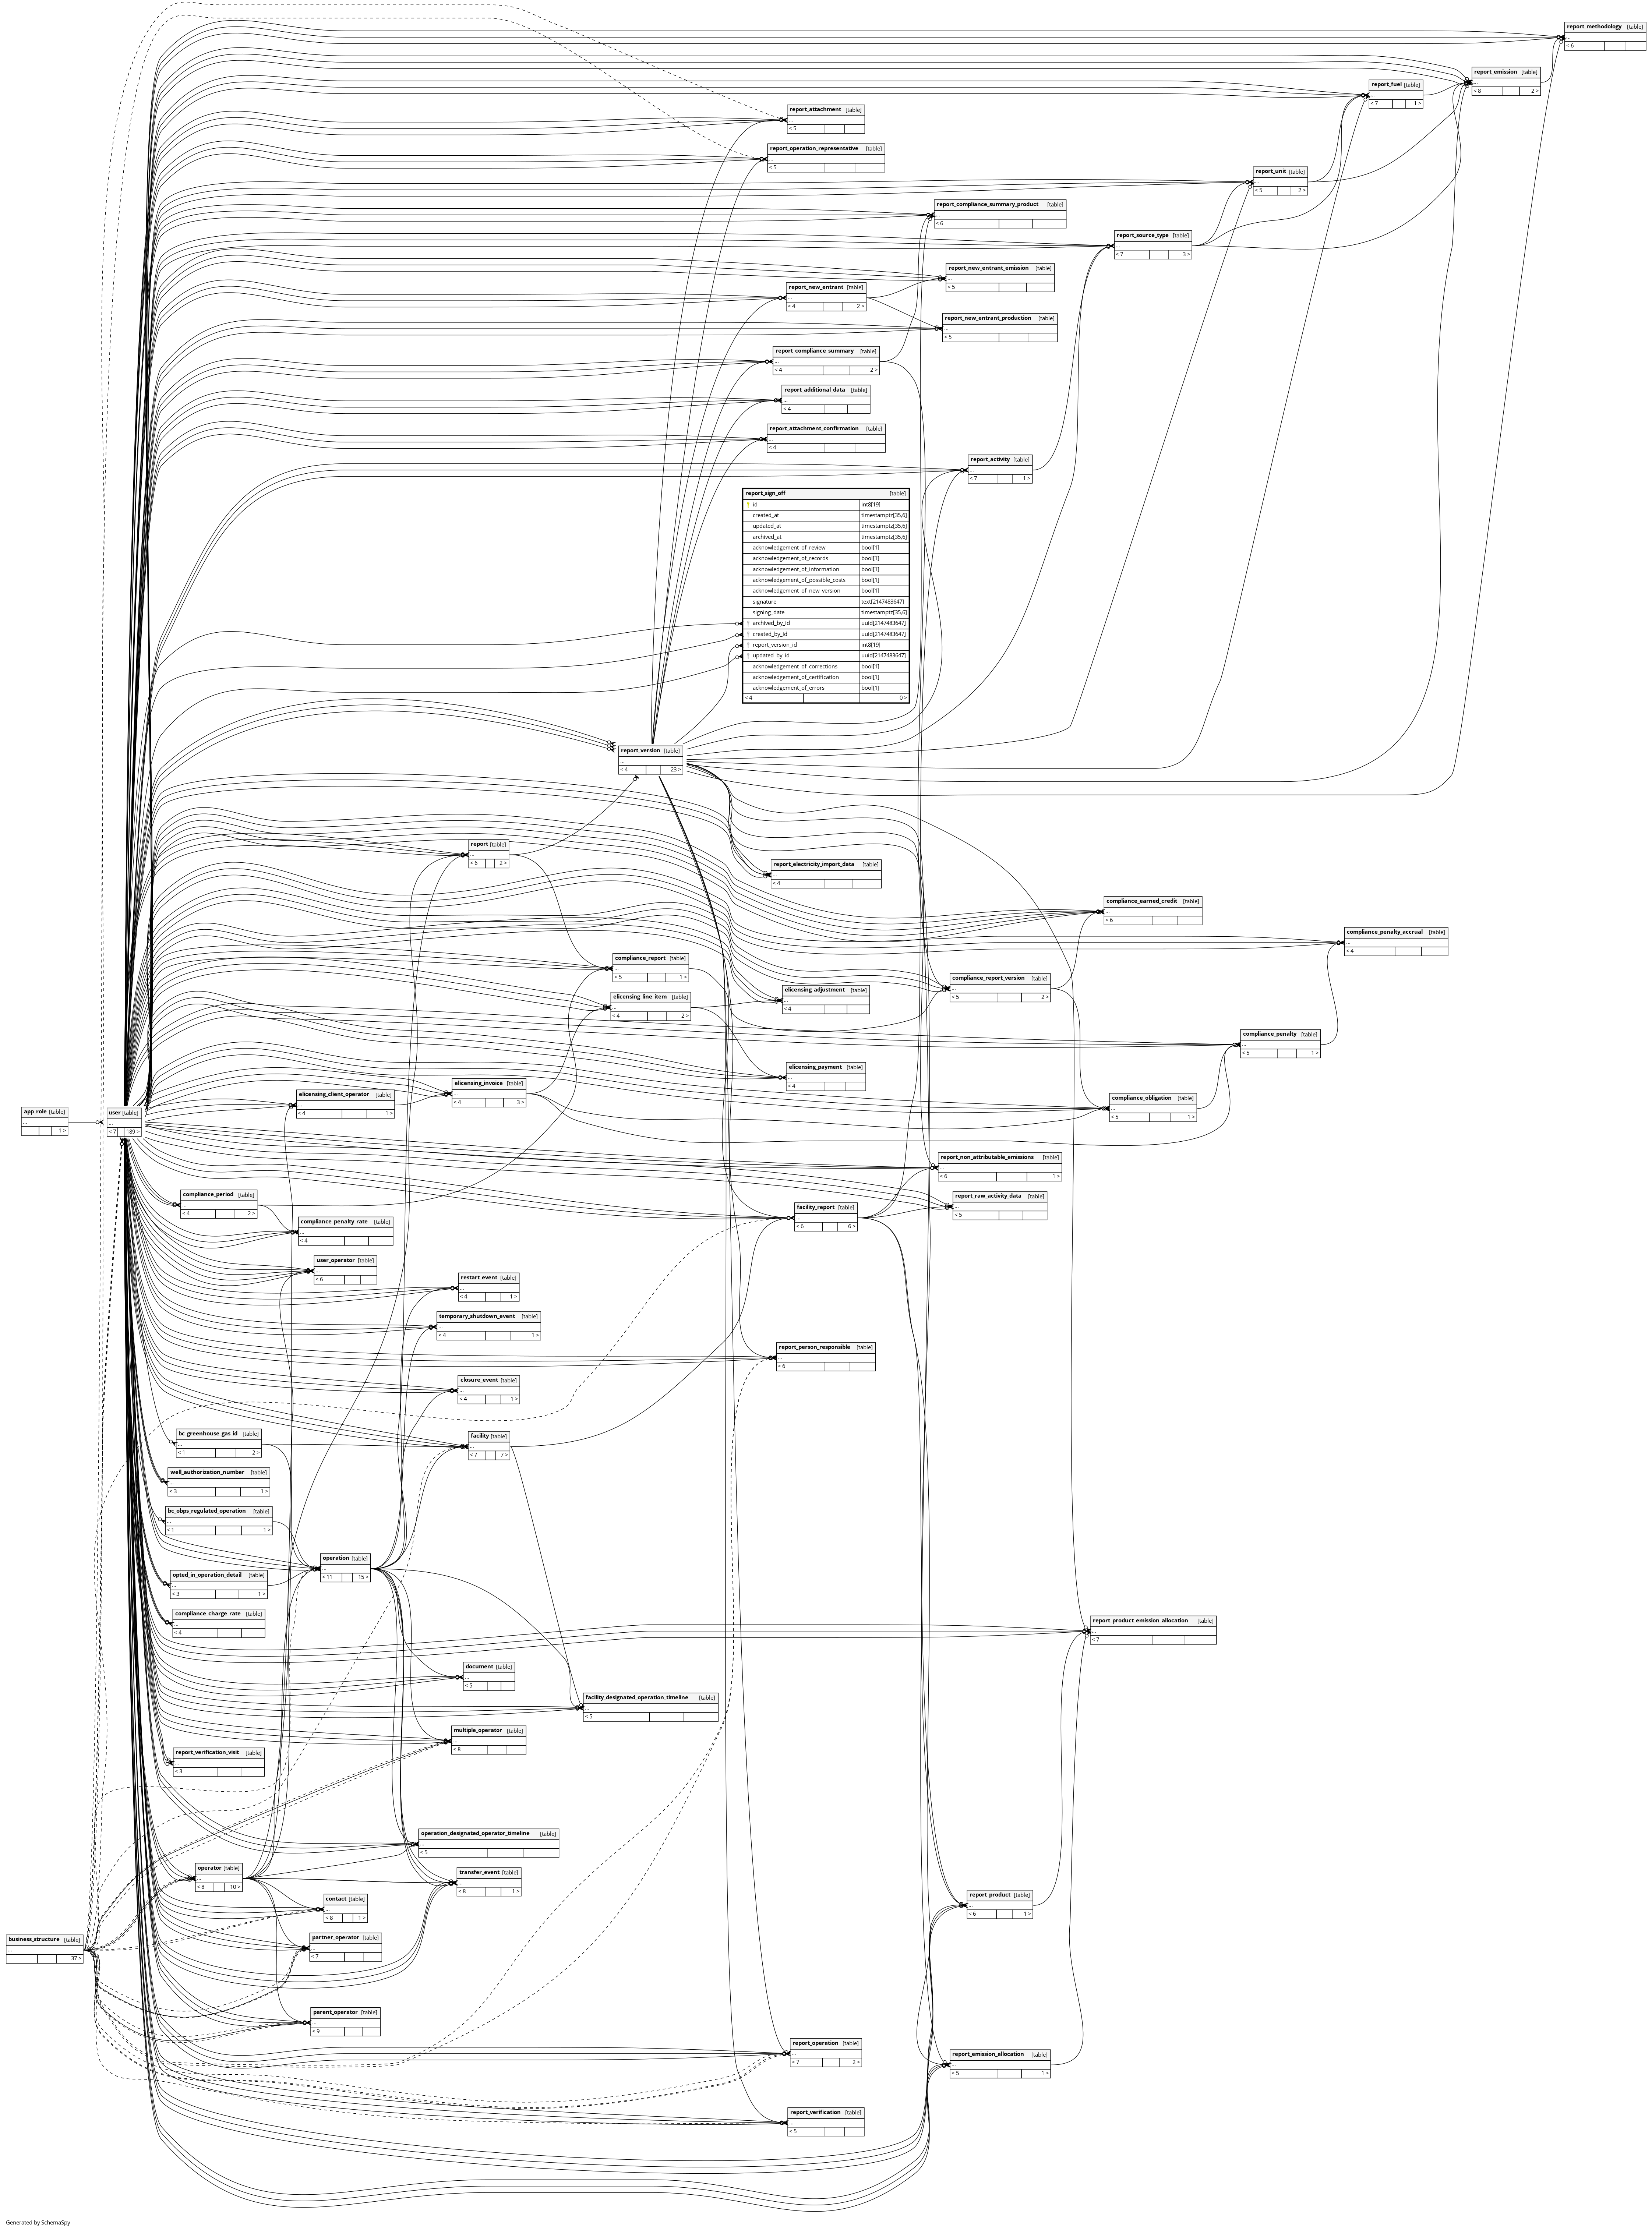 report_methodology [table]
...
< 6
report_emission [table]
...
< 8 2 >
report_fuel [table]
...
< 7 1 >
report_attachment [table]
...
< 5
report_operation_representative [table]
...
< 5
report_unit [table]
...
< 5 2 >
report_compliance_summary_product [table]
...
< 6
report_source_type [table]
...
< 7 3 >
report_new_entrant_emission [table]
...
< 5
report_new_entrant [table]
...
< 4 2 >
report_new_entrant_production [table]
...
< 5
report_compliance_summary [table]
...
< 4 2 >
report_additional_data [table]
...
< 4
report_attachment_confirmation [table]
...
< 4
report_activity [table]
...
< 7 1 >
report_sign_off [table]
id int8[19]
created_at timestamptz[35,6]
updated_at timestamptz[35,6]
archived_at timestamptz[35,6]
acknowledgement_of_review bool[1]
acknowledgement_of_records bool[1]
acknowledgement_of_information bool[1]
acknowledgement_of_possible_costs bool[1]
acknowledgement_of_new_version bool[1]
signature text[2147483647]
signing_date timestamptz[35,6]
archived_by_id uuid[2147483647]
created_by_id uuid[2147483647]
report_version_id int8[19]
updated_by_id uuid[2147483647]
acknowledgement_of_corrections bool[1]
acknowledgement_of_certification bool[1]
acknowledgement_of_errors bool[1]
< 4 0 >
report_version [table]
...
< 4 23 >
report [table]
...
< 6 2 >
report_electricity_import_data [table]
...
< 4
compliance_earned_credit [table]
...
< 6
compliance_penalty_accrual [table]
...
< 4
compliance_report [table]
...
< 5 1 >
compliance_report_version [table]
...
< 5 2 >
elicensing_adjustment [table]
...
< 4
elicensing_line_item [table]
...
< 4 2 >
compliance_penalty [table]
...
< 5 1 >
elicensing_payment [table]
...
< 4
elicensing_invoice [table]
...
< 4 3 >
elicensing_client_operator [table]
...
< 4 1 >
compliance_obligation [table]
...
< 5 1 >
app_role [table]
...
1 >
user [table]
...
< 7 189 >
report_non_attributable_emissions [table]
...
< 6 1 >
compliance_period [table]
...
< 4 2 >
report_raw_activity_data [table]
...
< 5
facility_report [table]
...
< 6 6 >
compliance_penalty_rate [table]
...
< 4
user_operator [table]
...
< 6
restart_event [table]
...
< 4 1 >
temporary_shutdown_event [table]
...
< 4 1 >
report_person_responsible [table]
...
< 6
closure_event [table]
...
< 4 1 >
bc_greenhouse_gas_id [table]
...
< 1 2 >
facility [table]
...
< 7 7 >
well_authorization_number [table]
...
< 3 1 >
bc_obps_regulated_operation [table]
...
< 1 1 >
operation [table]
...
< 11 15 >
opted_in_operation_detail [table]
...
< 3 1 >
compliance_charge_rate [table]
...
< 4
report_product_emission_allocation [table]
...
< 7
document [table]
...
< 5
facility_designated_operation_timeline [table]
...
< 5
multiple_operator [table]
...
< 8
report_verification_visit [table]
...
< 3
operation_designated_operator_timeline [table]
...
< 5
operator [table]
...
< 8 10 >
transfer_event [table]
...
< 8 1 >
contact [table]
...
< 8 1 >
report_product [table]
...
< 6 1 >
business_structure [table]
...
37 >
partner_operator [table]
...
< 7
parent_operator [table]
...
< 9
report_operation [table]
...
< 7 2 >
report_emission_allocation [table]
...
< 5 1 >
report_verification [table]
...
< 5
Generated by SchemaSpy